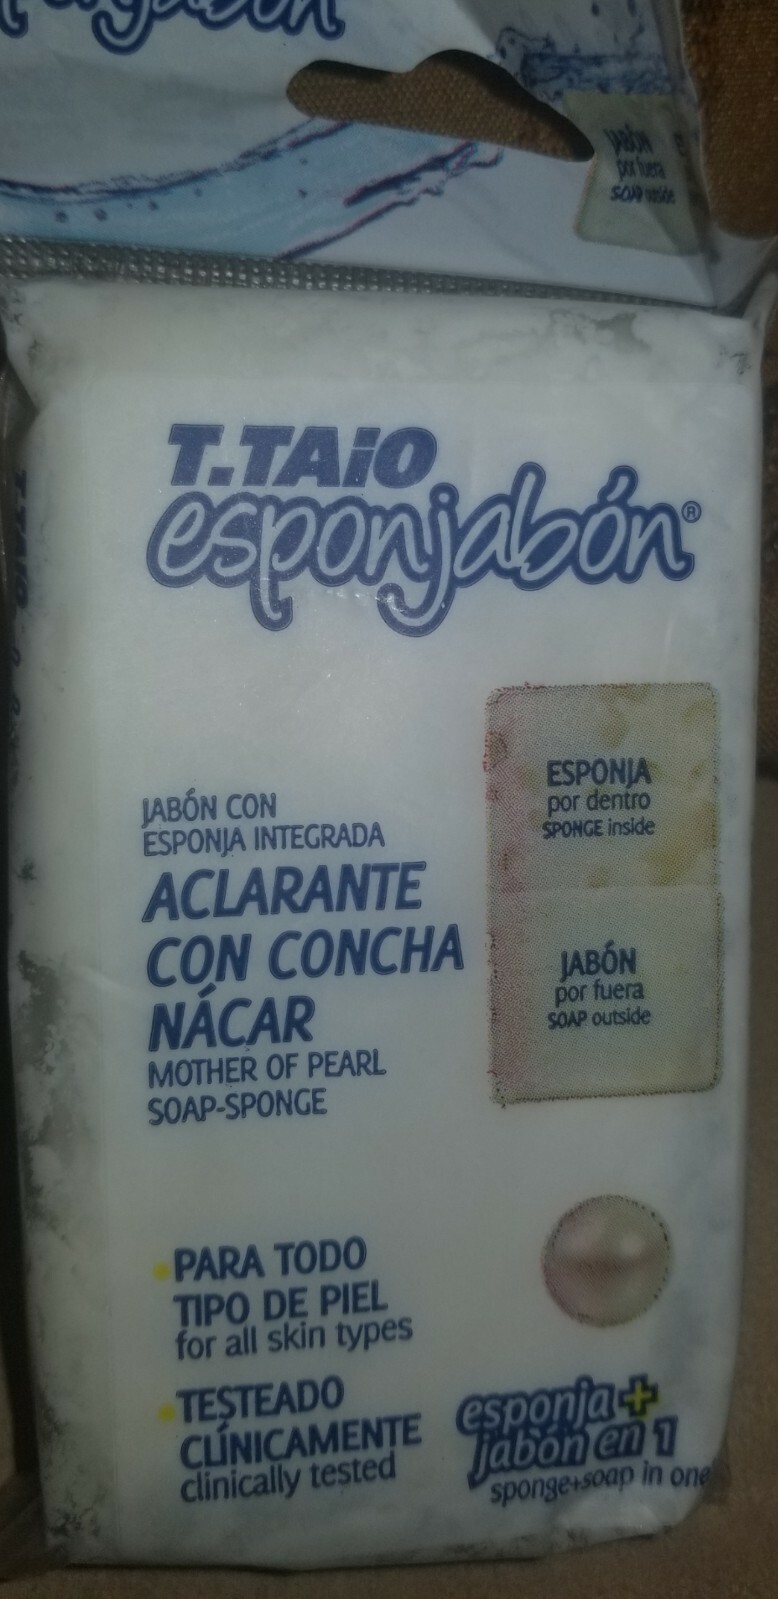 JABÓN
por fuera
SOAP outside
T.TAiO
esponjabón®
JABÓN CON
ESPONJA INTEGRADA
ACLARANTE
CON CONCHA
NÁCAR
MOTHER OF PEARL
SOAP-SPONGE
ESPONJA
por dentro
SPONGE inside
JABÓN
por fuera
SOAP outside
PARA TODO
TIPO DE PIEL
for all skin types
TESTEADO
CLÍNICAMENTE
clinically tested
esponja+
jabón en 1
sponge+soap in one